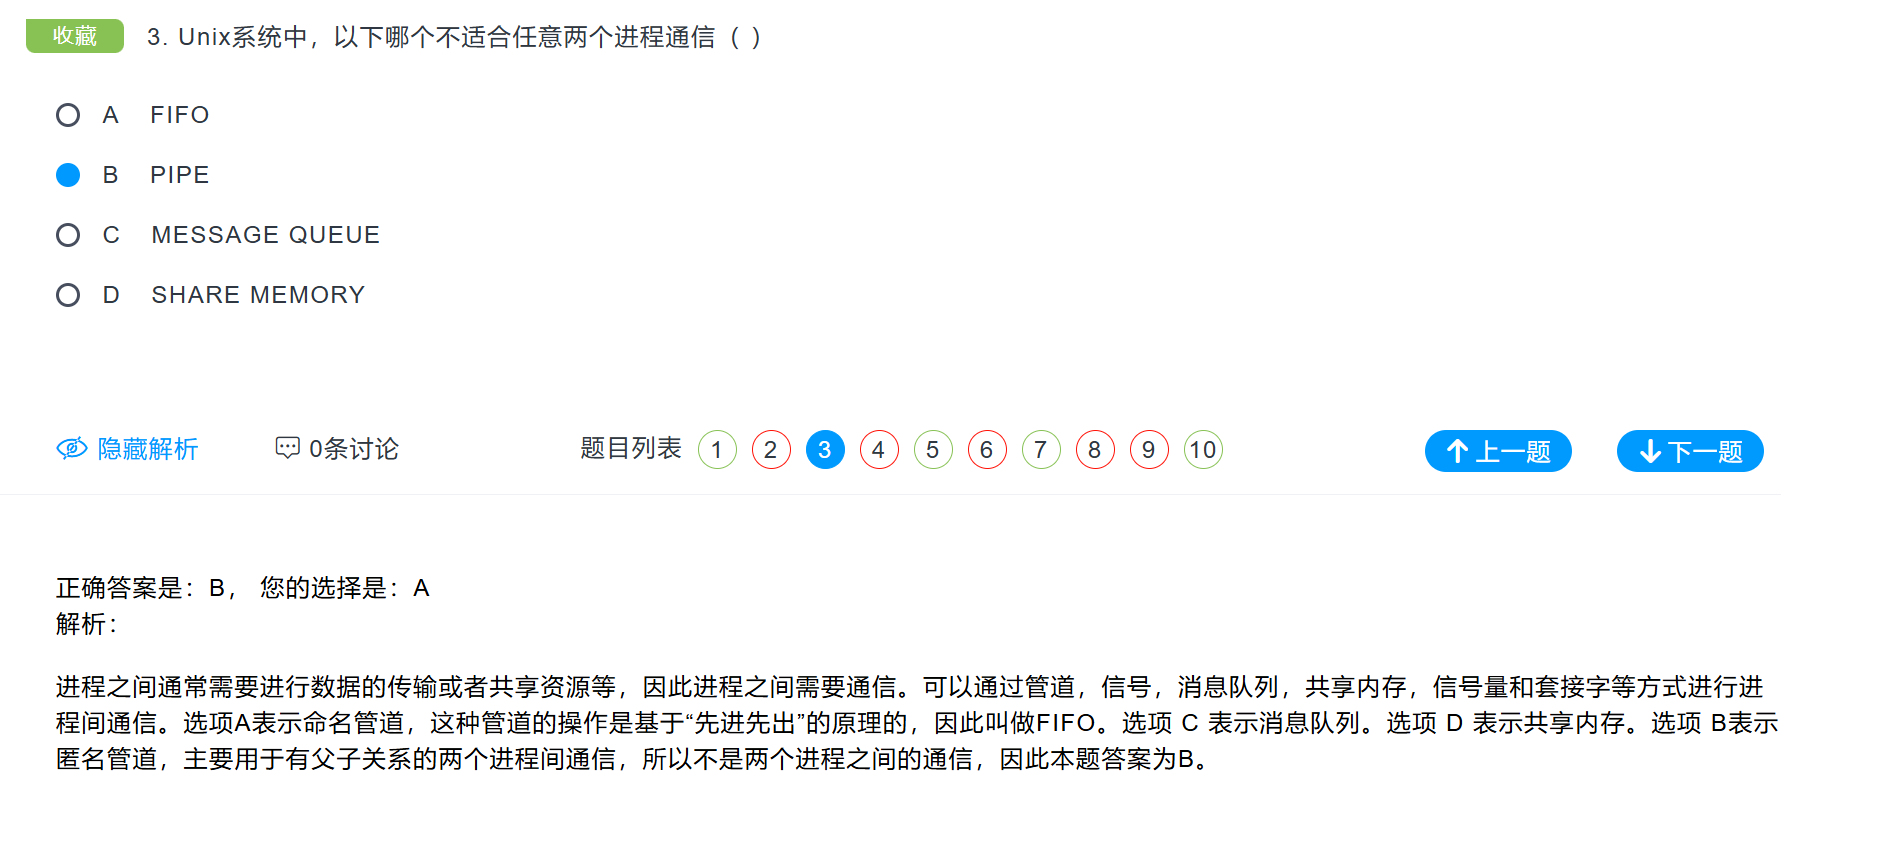 收藏 3. Unix系统中，以下哪个不适合任意两个进程通信（ ）
A FIFO
B PIPE
C MESSAGE QUEUE
D SHARE MEMORY
隐藏解析 0条讨论 题目列表 1 2 3 4 5 6 7 8 9 10 上一题 下一题
正确答案是：B， 您的选择是：A
解析：
进程之间通常需要进行数据的传输或者共享资源等，因此进程之间需要通信。可以通过管道，信号，消息队列，共享内存，信号量和套接字等方式进行进
程间通信。选项A表示命名管道，这种管道的操作是基于“先进先出”的原理的，因此叫做FIFO。选项 C 表示消息队列。选项 D 表示共享内存。选项 B表示
匿名管道，主要用于有父子关系的两个进程间通信，所以不是两个进程之间的通信，因此本题答案为B。